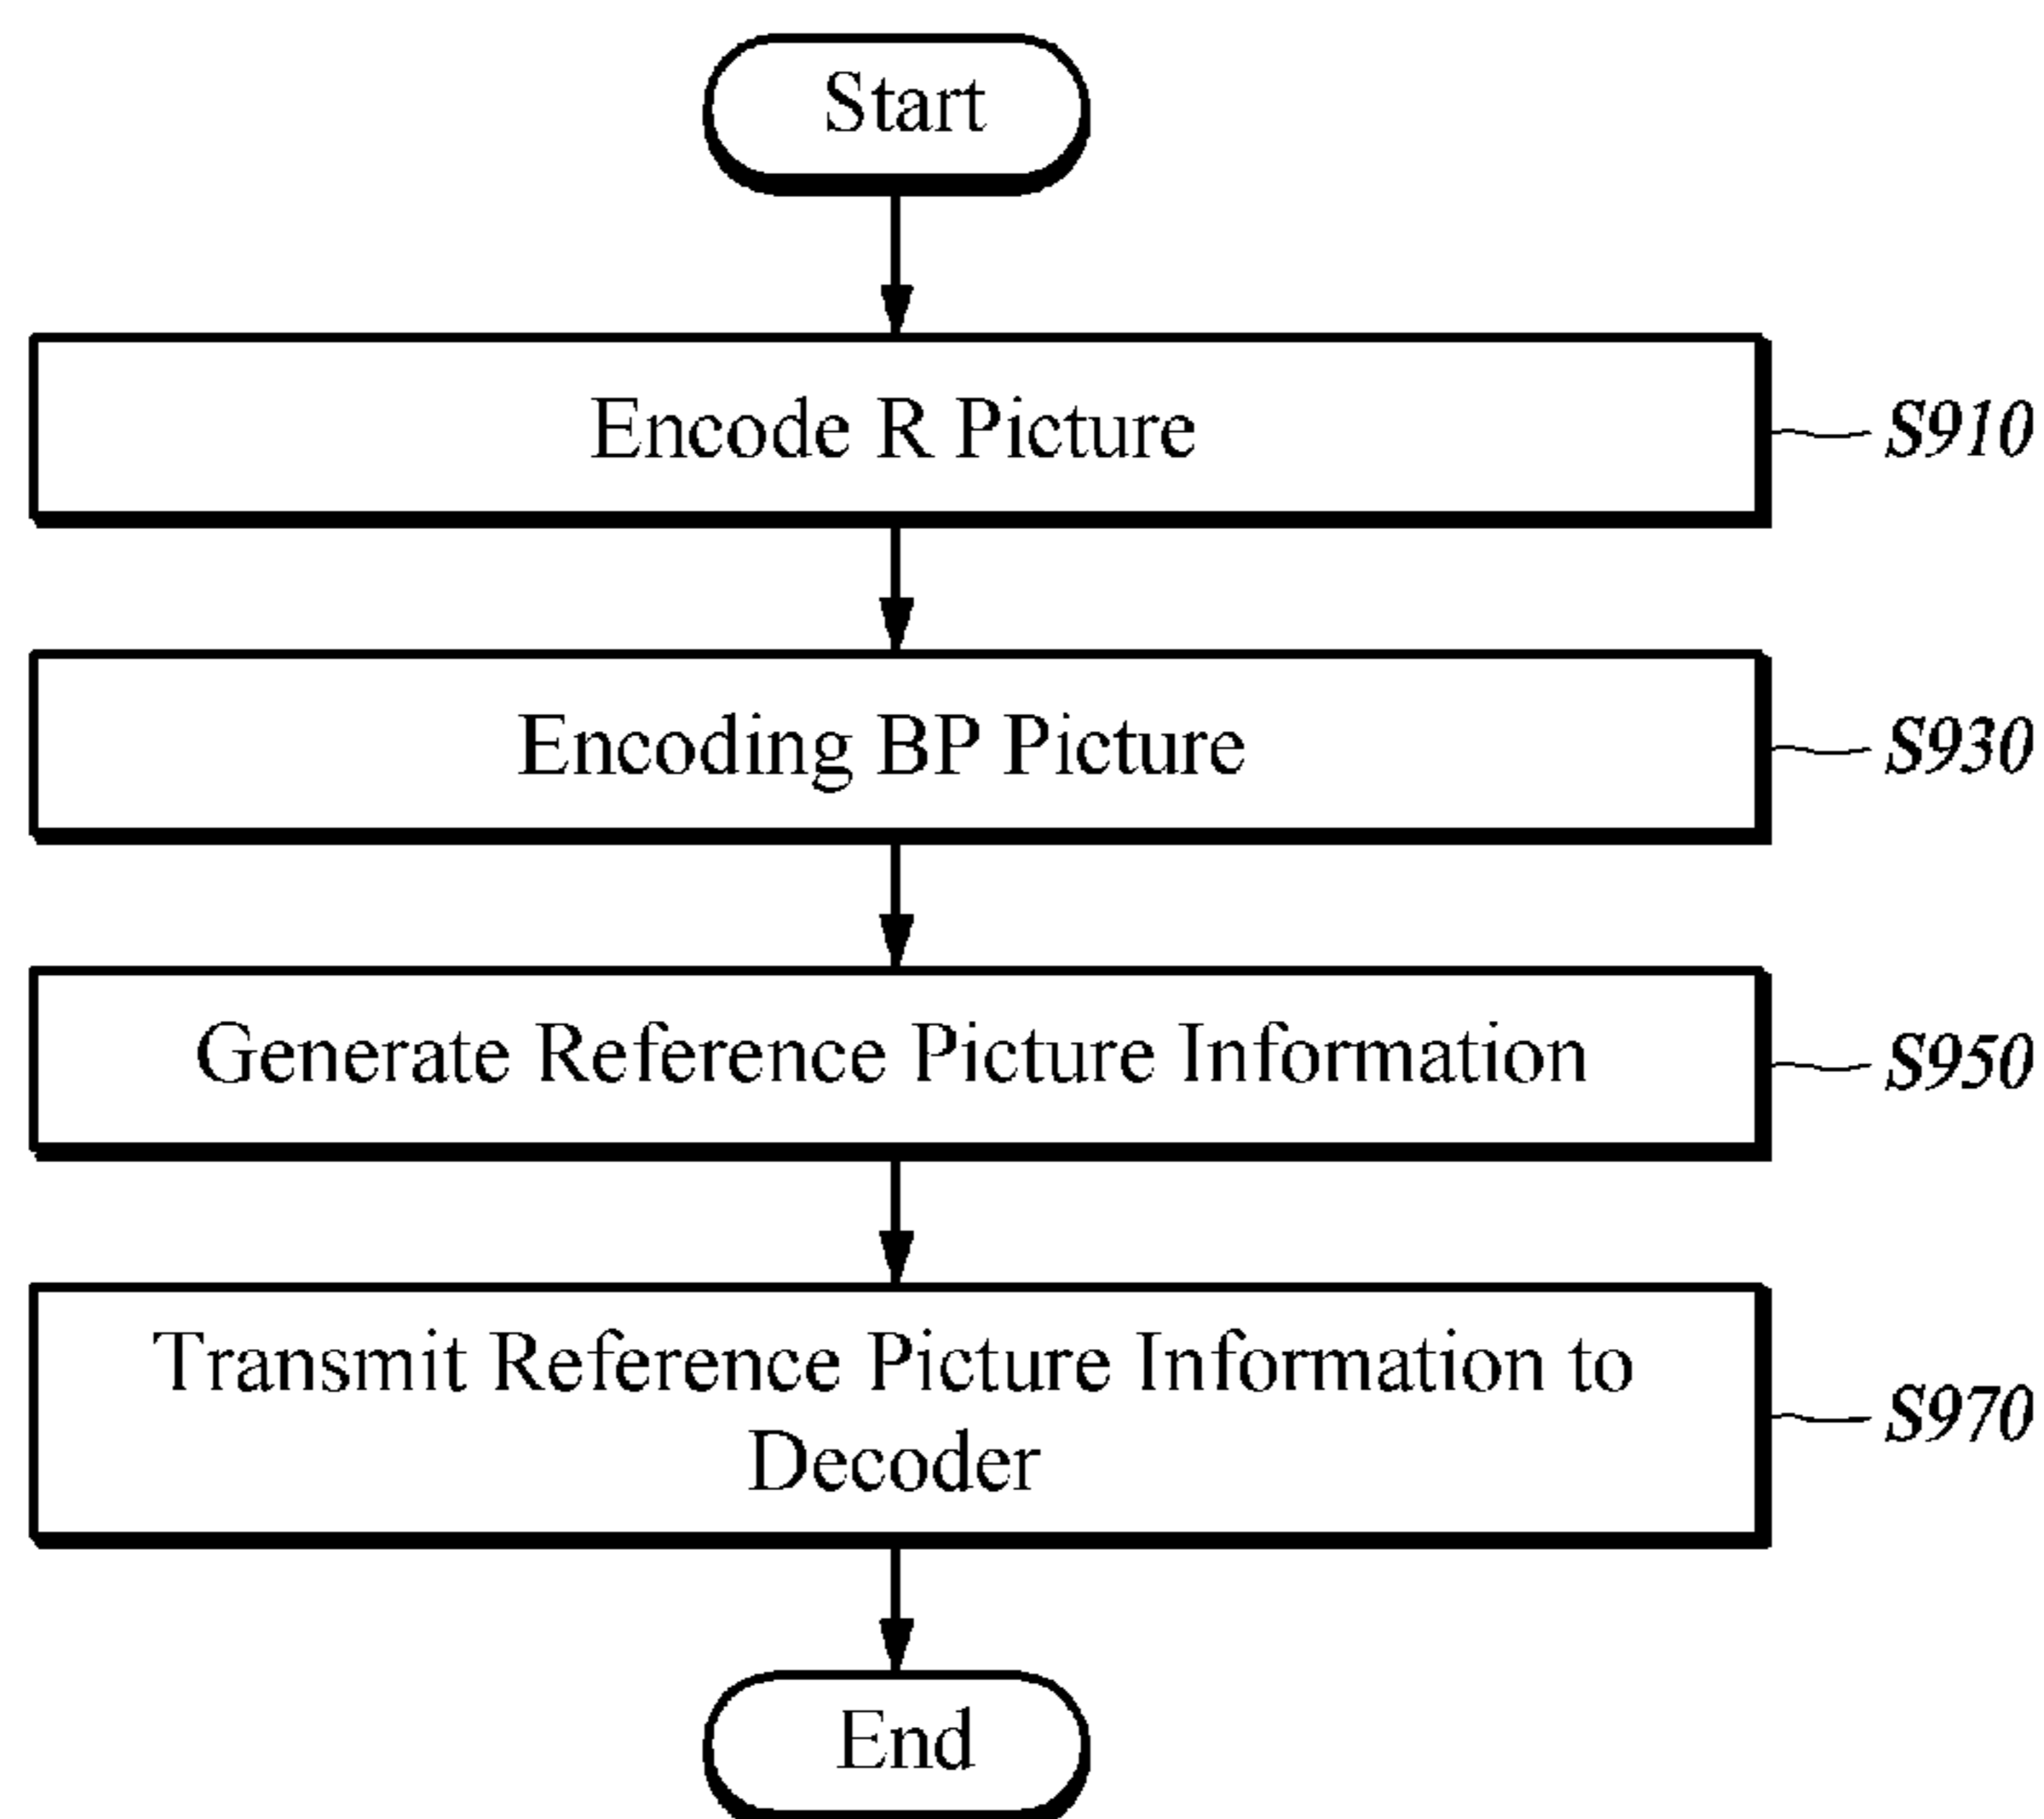 Start
Encode R Picture
S910
Encoding BP Picture
S930
Generate Reference Picture Information
S950
Transmit Reference Picture Information to
Decoder
S970
End